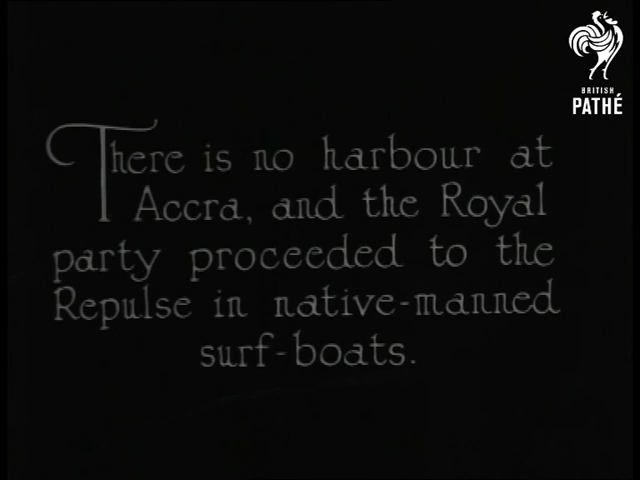 BRITISH
PATHÉ
There is no harbour at
Accra, and the Royal
party proceeded to the
Repulse in native-manned
surf-boats.